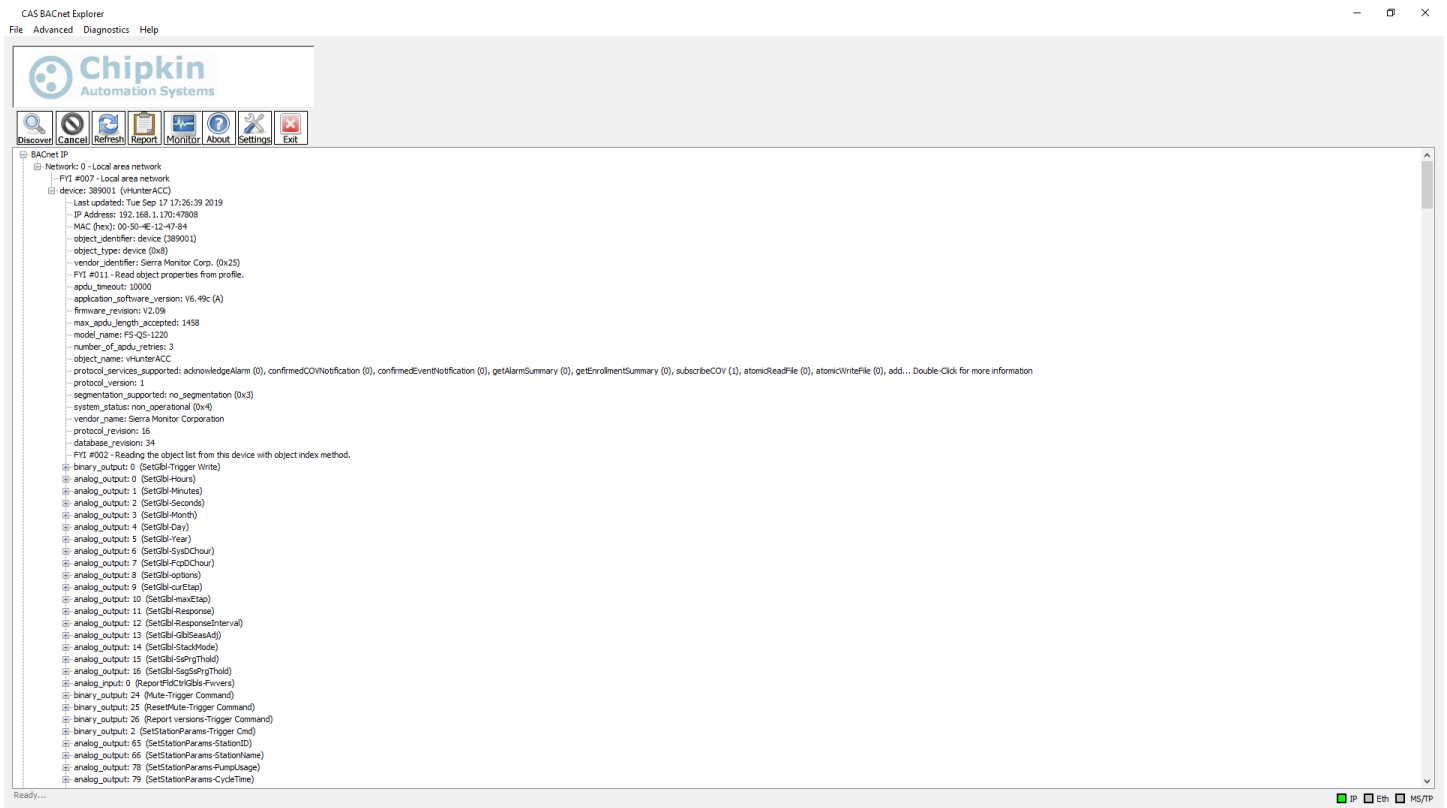 CAS BACnet Explorer
File Advanced Diagnostics Help
Chipkin
Automation Systems
Discover Cancel Refresh Report Monitor About Settings Exit
BACnet IP
Network: 0 - Local area network
FYI #007 - Local area network
device: 389001 (vHunterACC)
Last updated: Tue Sep 17 17:26:39 2019
IP Address: 192.168.1.170:47808
MAC (hex): 00-50-4E-12-47-84
object_identifier: device (389001)
object_type: device (0x8)
vendor_identifier: Sierra Monitor Corp. (0x25)
FYI #011 - Read object properties from profile.
apdu_timeout: 10000
application_software_version: V6.49c (A)
firmware_revision: V2.09i
max_apdu_length_accepted: 1458
model_name: FS-QS-1220
number_of_apdu_retries: 3
object_name: vHunterACC
protocol_services_supported: acknowledgeAlarm (0), confirmedCOVNotification (0), confirmedEventNotification (0), getAlarmSummary (0), getEnrollmentSummary (0), subscribeCOV (1), atomicReadFile (0), atomicWriteFile (0), add... Double-Click for more information
protocol_version: 1
segmentation_supported: no_segmentation (0x3)
system_status: non_operational (0x4)
vendor_name: Sierra Monitor Corporation
protocol_revision: 16
database_revision: 34
FYI #002 - Reading the object list from this device with object index method.
binary_output: 0 (SetGlbl-Trigger Write)
analog_output: 0 (SetGlbl-Hours)
analog_output: 1 (SetGlbl-Minutes)
analog_output: 2 (SetGlbl-Seconds)
analog_output: 3 (SetGlbl-Month)
analog_output: 4 (SetGlbl-Day)
analog_output: 5 (SetGlbl-Year)
analog_output: 6 (SetGlbl-SysDChour)
analog_output: 7 (SetGlbl-FcpDChour)
analog_output: 8 (SetGlbl-options)
analog_output: 9 (SetGlbl-curEtap)
analog_output: 10 (SetGlbl-maxEtap)
analog_output: 11 (SetGlbl-Response)
analog_output: 12 (SetGlbl-ResponseInterval)
analog_output: 13 (SetGlbl-GlblSeasAdj)
analog_output: 14 (SetGlbl-StackMode)
analog_output: 15 (SetGlbl-SsPrgThold)
analog_output: 16 (SetGlbl-SsgSsPrgThold)
analog_input: 0 (ReportFldCtrlGlbls-Fwvers)
binary_output: 24 (Mute-Trigger Command)
binary_output: 25 (ResetMute-Trigger Command)
binary_output: 26 (Report versions-Trigger Command)
binary_output: 2 (SetStationParams-Trigger Cmd)
analog_output: 65 (SetStationParams-StationID)
analog_output: 66 (SetStationParams-StationName)
analog_output: 78 (SetStationParams-PumpUsage)
analog_output: 79 (SetStationParams-CycleTime)
Ready...
IP Eth MS/TP